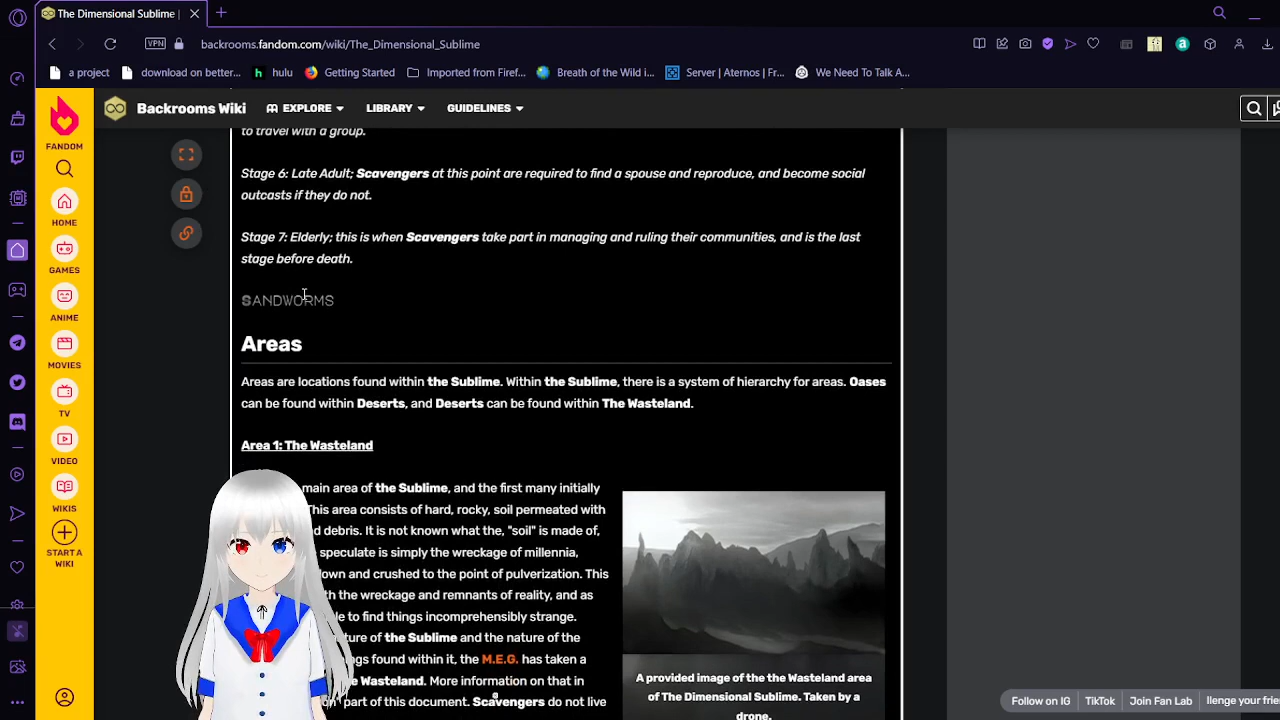 The Dimensional Sublime |
VPN
backrooms.fandom.com/wiki/The_Dimensional_Sublime
a project
download on better...
hulu
Getting Started
Imported from Firef...
Breath of the Wild i...
Server | Aternos | Fr...
We Need To Talk A...
Backrooms Wiki
EXPLORE
LIBRARY
GUIDELINES
FANDOM
HOME
GAMES
ANIME
MOVIES
TV
VIDEO
WIKIS
START A
WIKI
to travel with a group.
Stage 6: Late Adult; Scavengers at this point are required to find a spouse and reproduce, and become social
outcasts if they do not.
Stage 7: Elderly; this is when Scavengers take part in managing and ruling their communities, and is the last
stage before death.
SANDWORMS
Areas
Areas are locations found within the Sublime. Within the Sublime, there is a system of hierarchy for areas. Oases
can be found within Deserts, and Deserts can be found within The Wasteland.
Area 1: The Wasteland
main area of the Sublime, and the first many initially
This area consists of hard, rocky, soil permeated with
debris. It is not known what the, "soil" is made of,
speculate is simply the wreckage of millennia,
and crushed to the point of pulverization. This
the wreckage and remnants of reality, and as
to find things incomprehensibly strange.
of the Sublime and the nature of the
found within it, the M.E.G. has taken a
Wasteland. More information on that in
part of this document. Scavengers do not live
A provided image of the the Wasteland area
of The Dimensional Sublime. Taken by a
drone.
Follow on IG
TikTok
Join Fan Lab